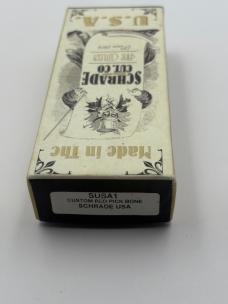 Made In The
SCHRADE
CUT. CO
U.S.A.
SUSA1
CUSTOM RED PICK BONE
SCHRADE USA